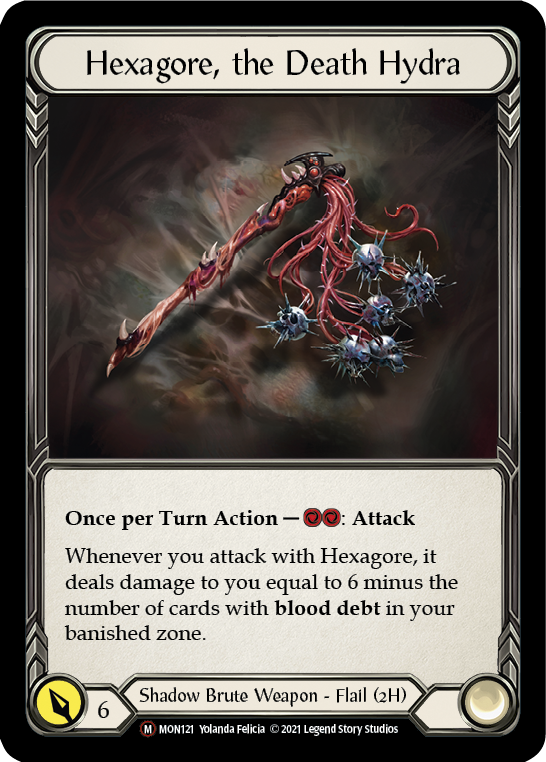 Hexagore, the Death Hydra
Once per Turn Action — : Attack
Whenever you attack with Hexagore, it
deals damage to you equal to 6 minus the
number of cards with blood debt in your
banished zone.
6
Shadow Brute Weapon - Flail (2H)
M MON121 Yolanda Felicia © 2021 Legend Story Studios